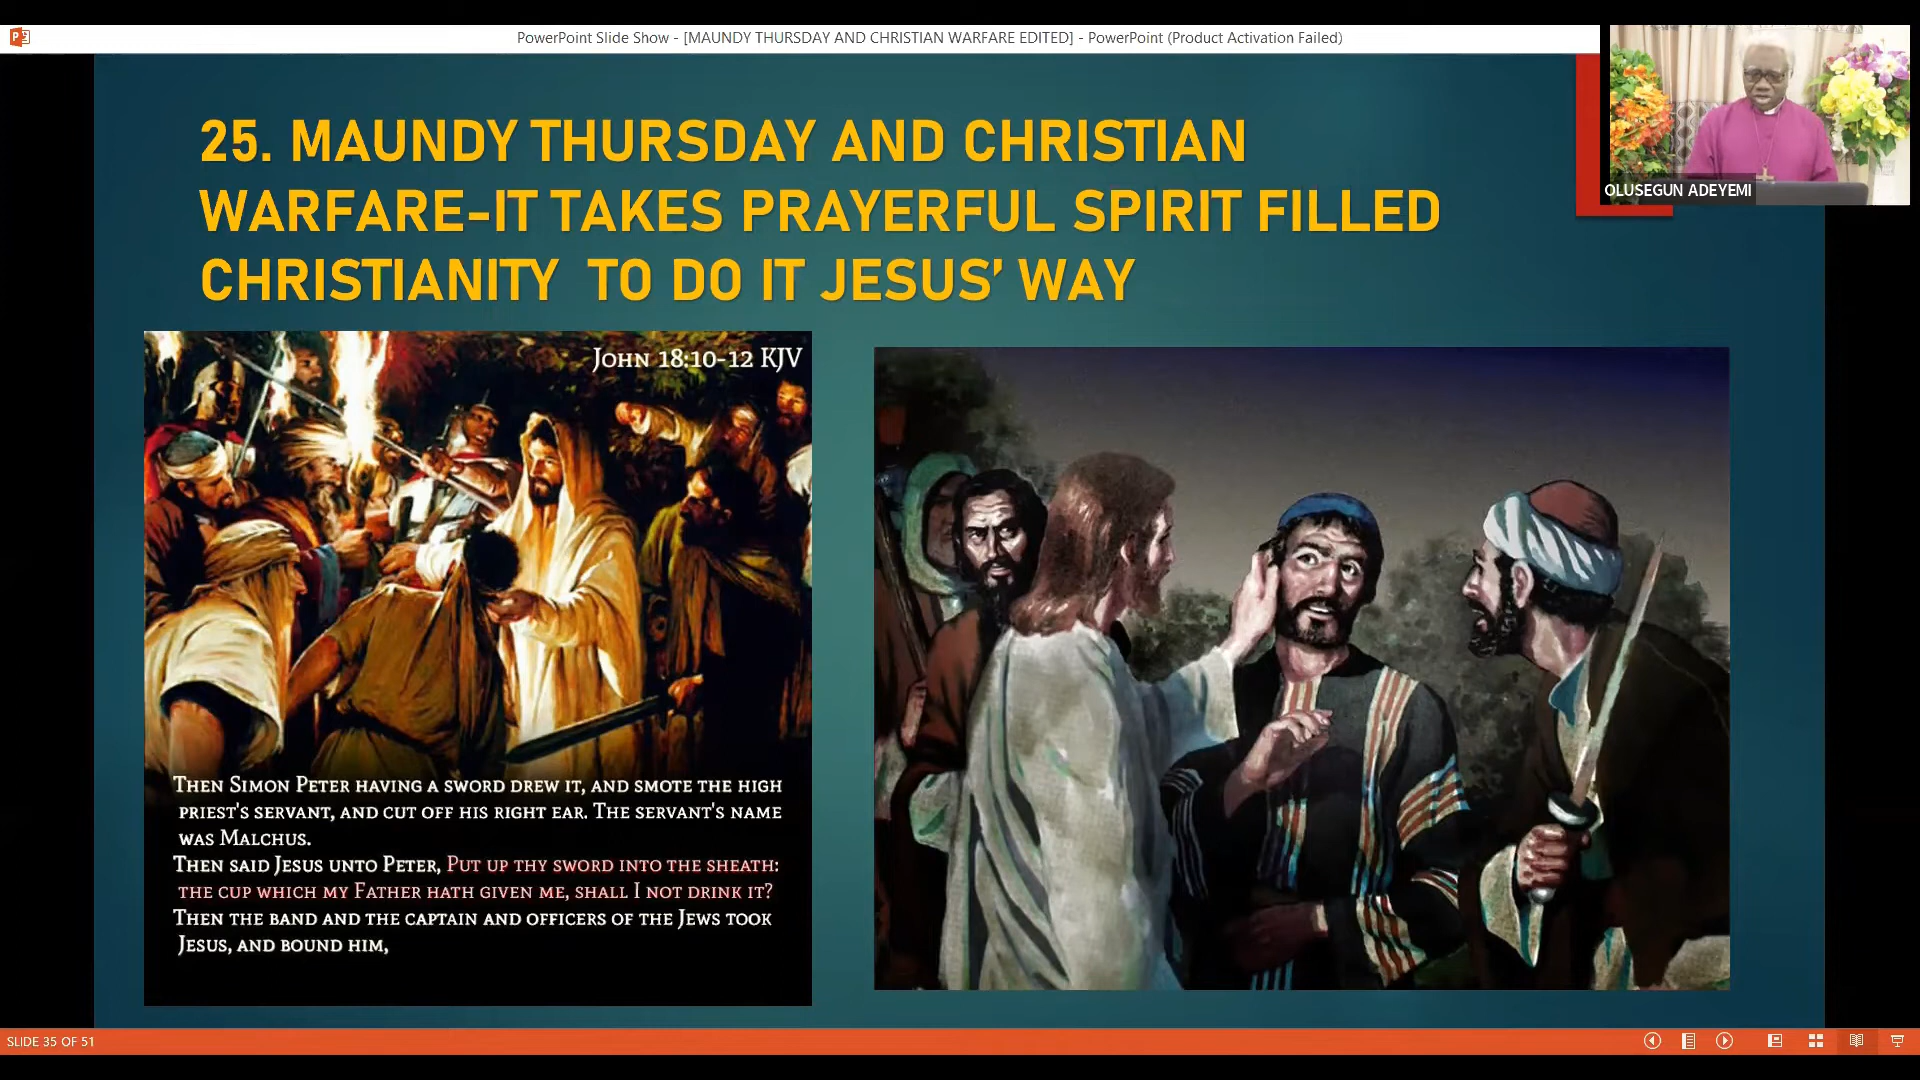 PowerPoint Slide Show - [MAUNDY THURSDAY AND CHRISTIAN WARFARE EDITED] - PowerPoint (Product Activation Failed)
OLUSEGUN ADEYEMI
25. MAUNDY THURSDAY AND CHRISTIAN
WARFARE-IT TAKES PRAYERFUL SPIRIT FILLED
CHRISTIANITY TO DO IT JESUS’ WAY
John 18:10-12 KJV
Then Simon Peter having a sword drew it, and smote the high
priest's servant, and cut off his right ear. The servant's name
was Malchus.
Then said Jesus unto Peter, Put up thy sword into the sheath:
the cup which my Father hath given me, shall I not drink it?
Then the band and the captain and officers of the Jews took
Jesus, and bound him,
SLIDE 35 OF 51